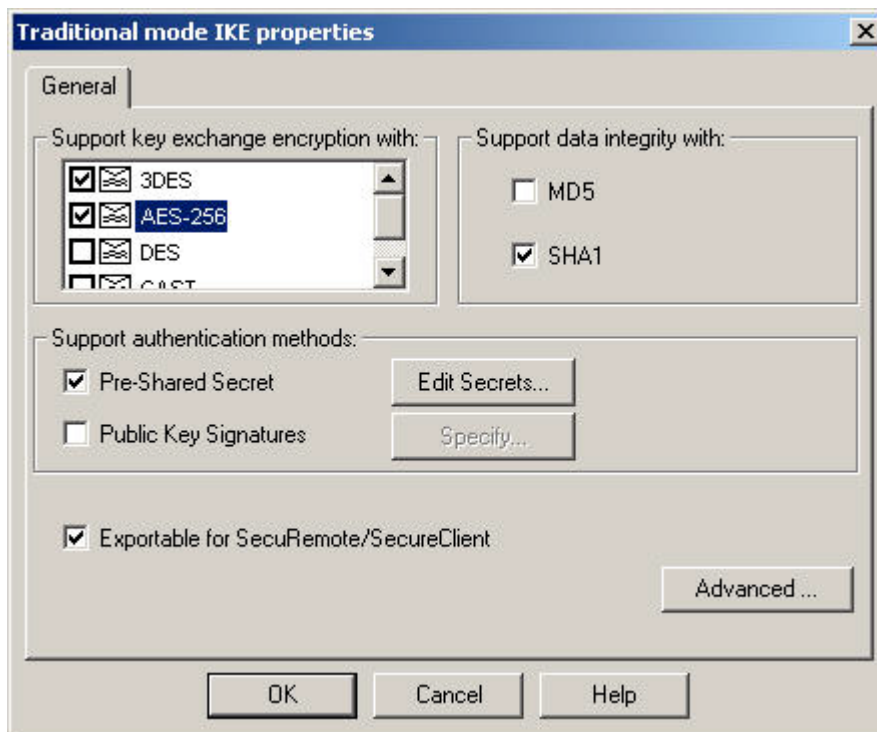 Traditional mode IKE properties
General
Support key exchange encryption with:
3DES
AES-256
DES
CAST
Support data integrity with:
MD5
SHA1
Support authentication methods:
Pre-Shared Secret
Edit Secrets...
Public Key Signatures
Specify...
Exportable for SecuRemote/SecureClient
Advanced ...
OK
Cancel
Help